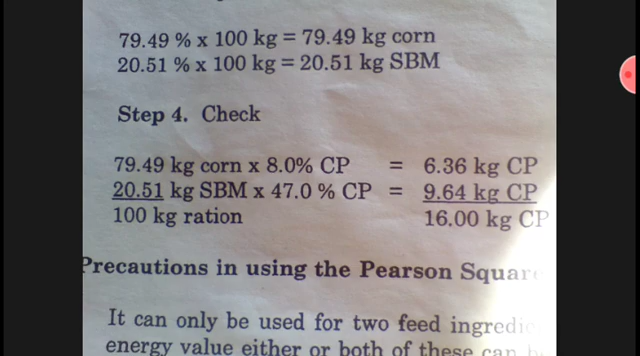 79.49 % x 100 kg = 79.49 kg corn
20.51 % x 100 kg = 20.51 kg SBM
Step 4. Check
79.49 kg corn x 8.0% CP = 6.36 kg CP
20.51 kg SBM x 47.0 % CP = 9.64 kg CP
100 kg ration 16.00 kg CP
Precautions in using the Pearson Square
It can only be used for two feed
energy value either or both of these can